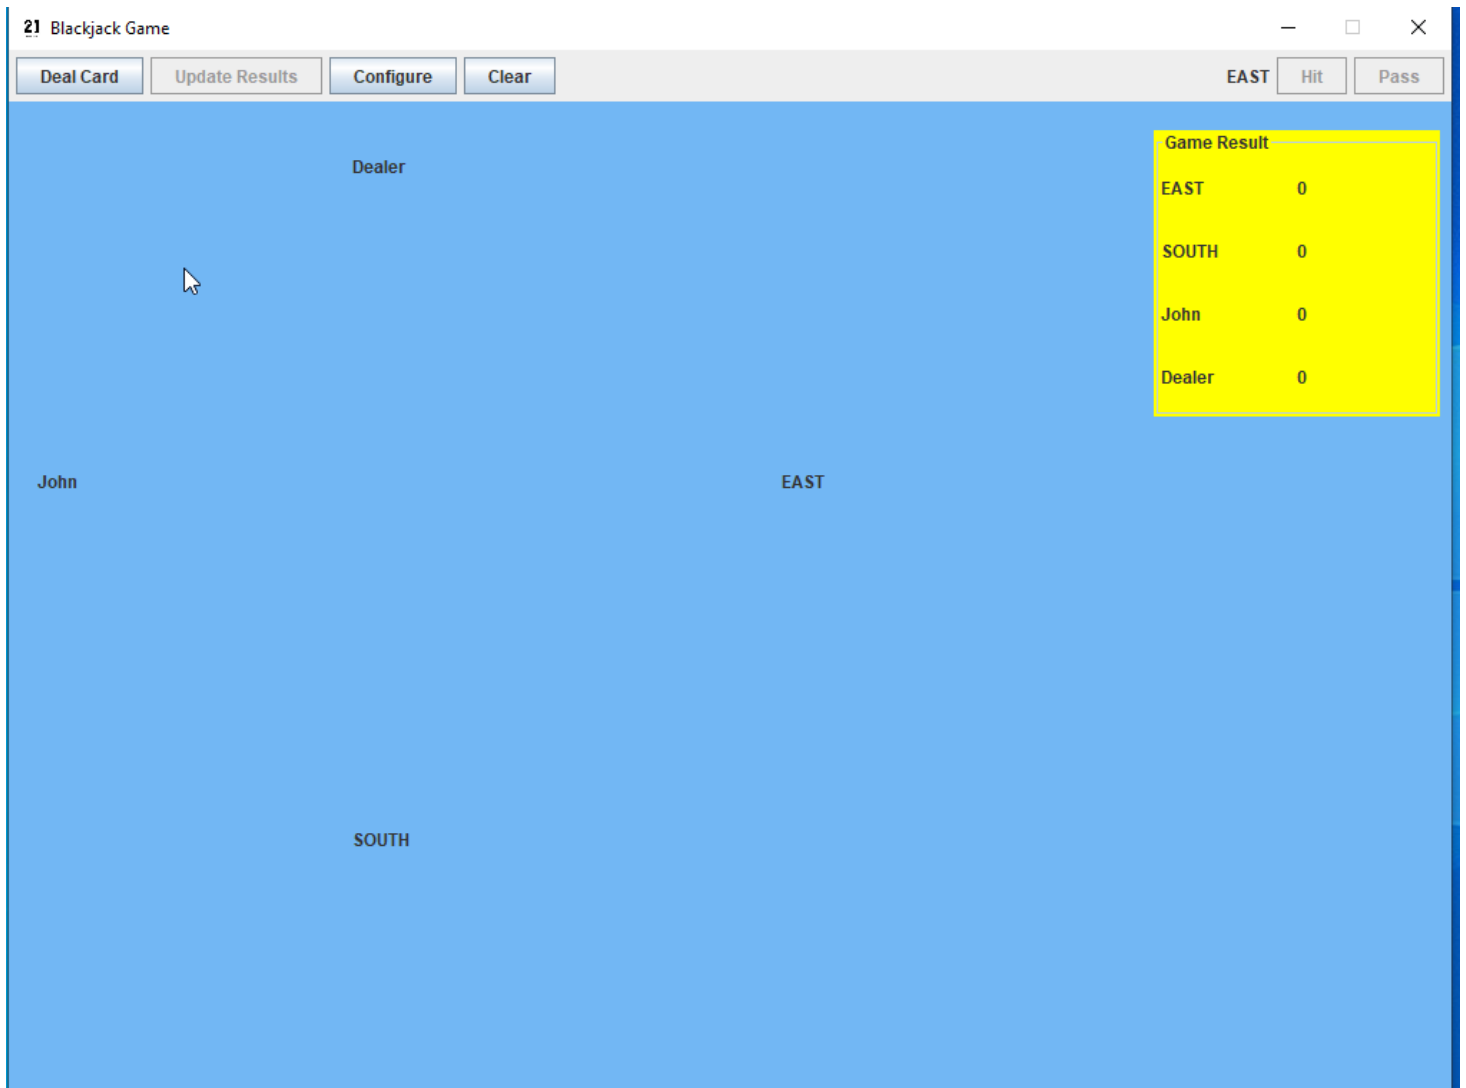 21 Blackjack Game
Deal Card Update Results Configure Clear EAST Hit Pass
Game Result
Dealer
EAST 0
SOUTH 0
John 0
Dealer 0
John EAST
SOUTH